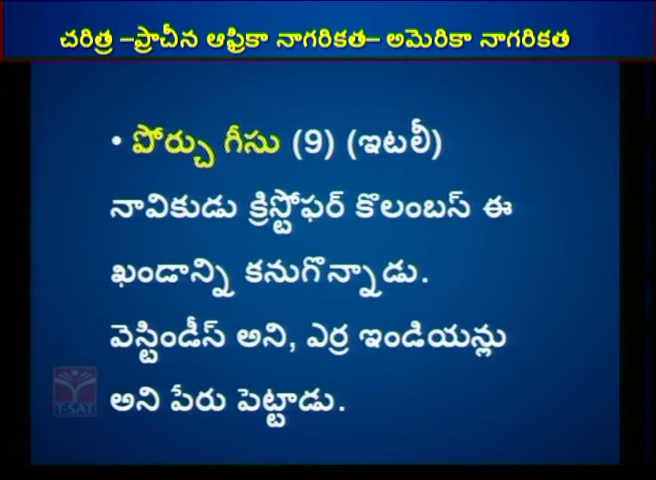 చరిత్ర –ప్రాచీన ఆఫ్రికా నాగరికత– అమెరికా నాగరికత
• పోర్చు గీసు (9) (ఇటలీ)
నావికుడు క్రిస్టోఫర్ కొలంబస్ ఈ
ఖండాన్ని కనుగొన్నాడు.
వెస్టిండీస్ అని, ఎర్ర ఇండియన్లు
అని పేరు పెట్టాడు.
T-SAT